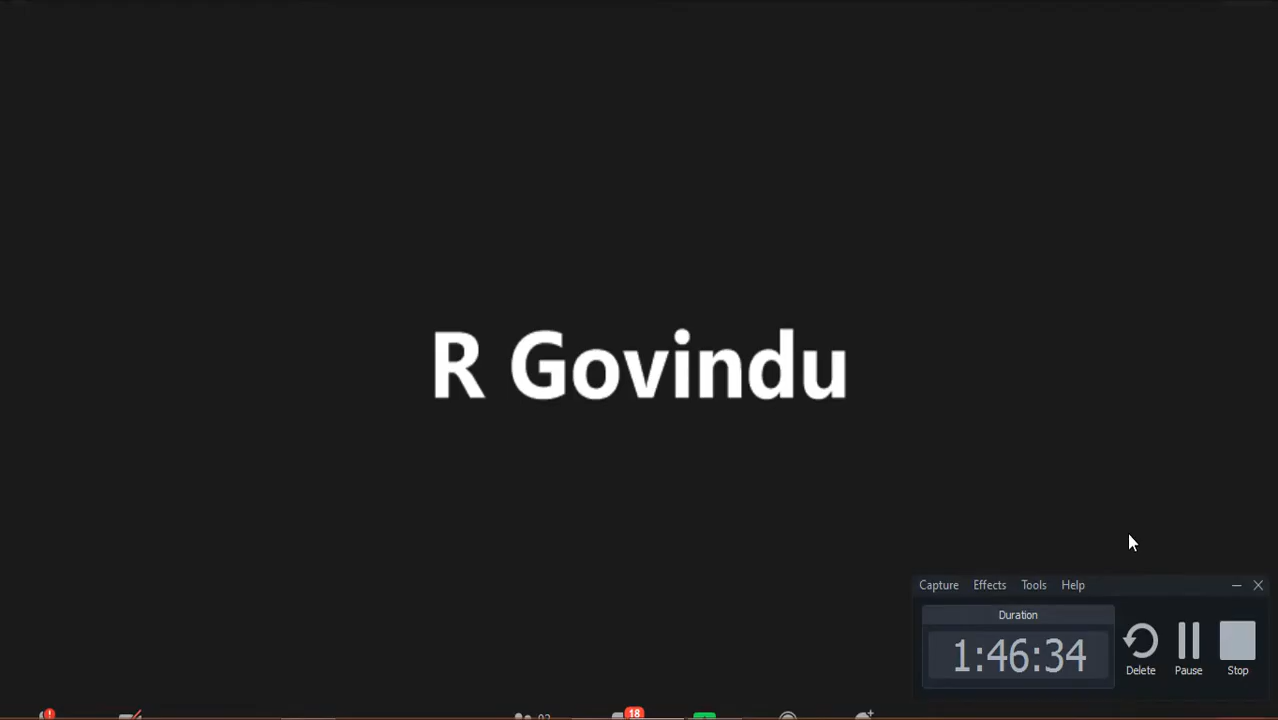 R Govindu
Capture Effects Tools Help
Duration
1:46:34
Delete Pause Stop
18